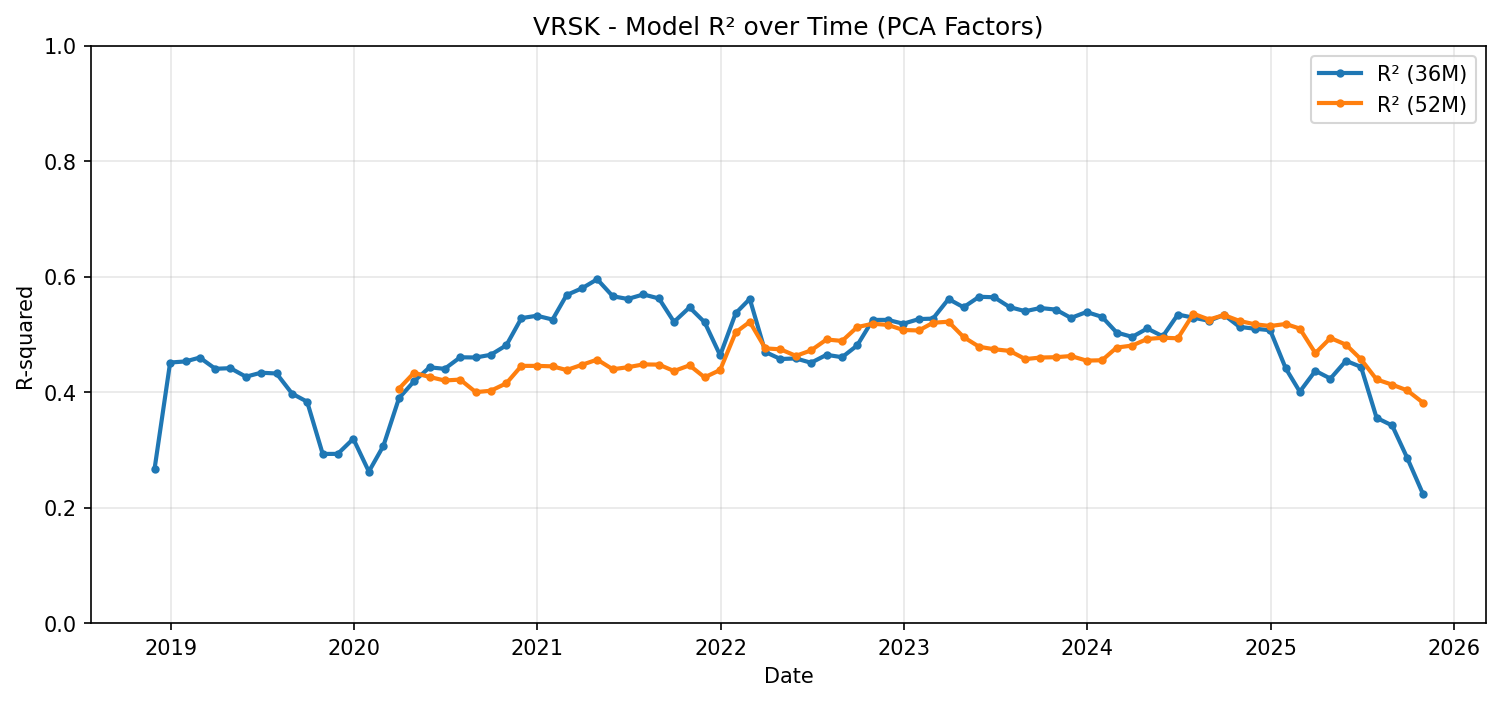 VRSK - Model R² over Time (PCA Factors)
R² (36M)
R² (52M)
R-squared
1.0
0.8
0.6
0.4
0.2
0.0
2019 2020 2021 2022 2023 2024 2025 2026
Date